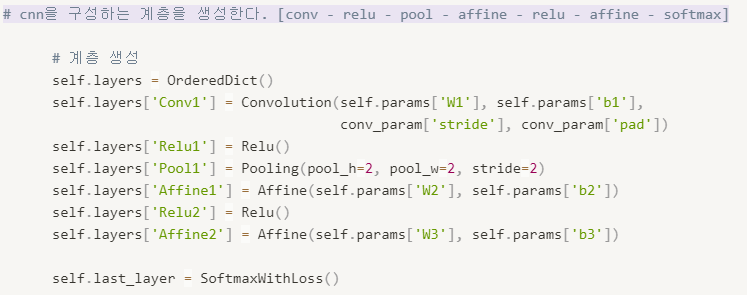 # cnn을 구성하는 계층을 생성한다. [conv - relu - pool - affine - relu - affine - softmax]
# 계층 생성
self.layers = OrderedDict()
self.layers['Conv1'] = Convolution(self.params['W1'], self.params['b1'],
conv_param['stride'], conv_param['pad'])
self.layers['Relu1'] = Relu()
self.layers['Pool1'] = Pooling(pool_h=2, pool_w=2, stride=2)
self.layers['Affine1'] = Affine(self.params['W2'], self.params['b2'])
self.layers['Relu2'] = Relu()
self.layers['Affine2'] = Affine(self.params['W3'], self.params['b3'])
self.last_layer = SoftmaxWithLoss()